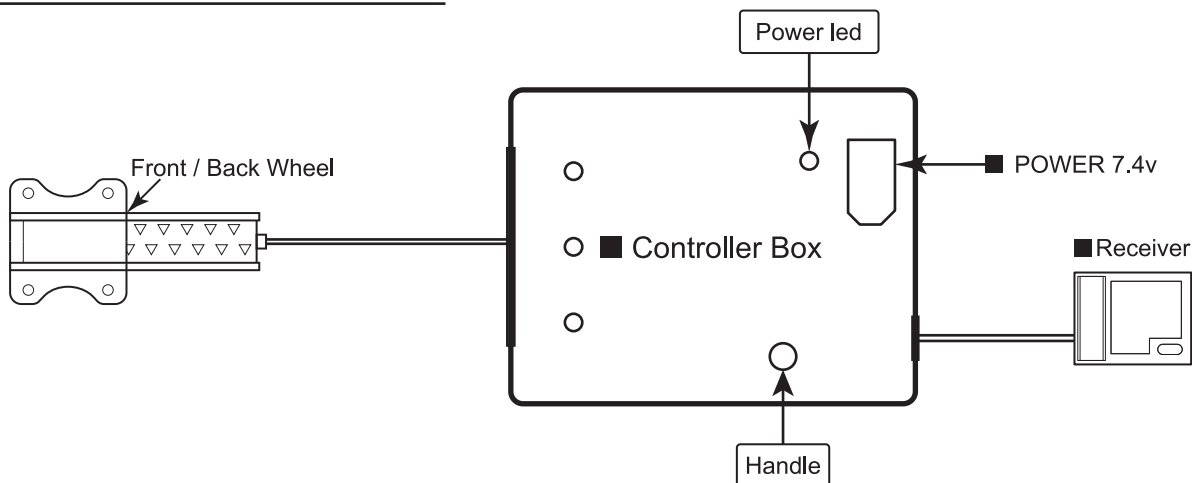 Power led
Front / Back Wheel
■ POWER 7.4v
■ Controller Box
■ Receiver
Handle